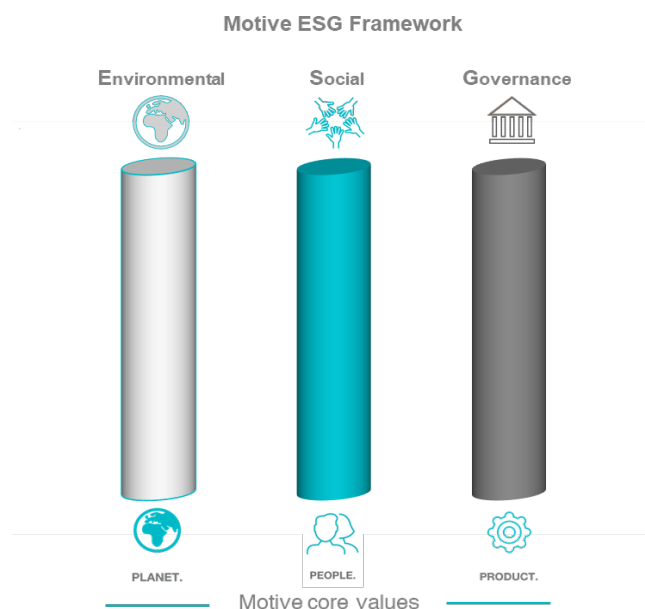 Motive ESG Framework
Environmental Social Governance
PLANET. PEOPLE. PRODUCT.
Motive core values